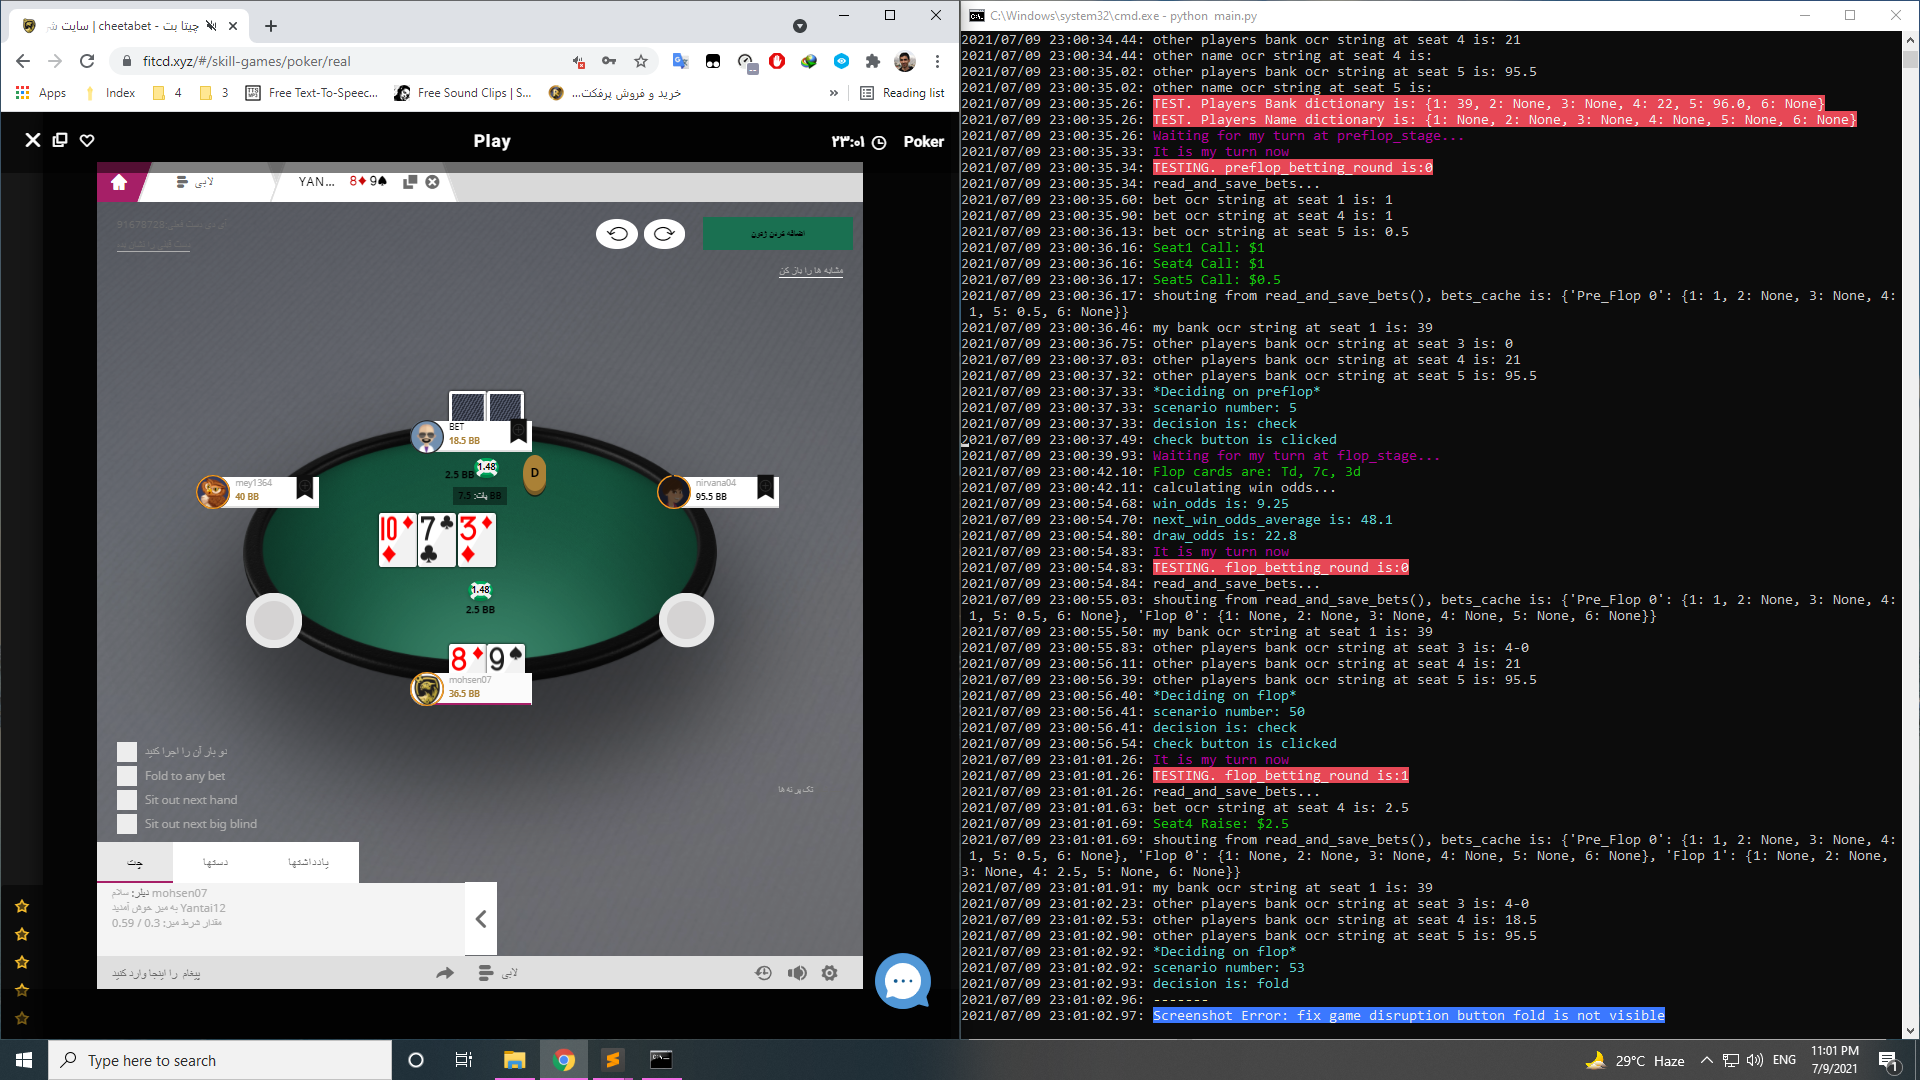 چیتا بت - cheetabet | سایت
fitcd.xyz/#/skill-games/poker/real
Apps
Index
4
3
Free Text-To-Speec...
Free Sound Clips | S...
خرید و فروش پرفکت...
»
Reading list
Play
۲۳:۰۱
Poker
لابی
YAN...
8♦9♠
91678723
اضافه کردن ژتون
مشابه ها را باز کن
BET
18.5 BB
1.48
2.5 BB
D
پات: 7.5 BB
mey1364
40 BB
nirvana04
95.5 BB
10 7 3
1.48
2.5 BB
8 9
mohsen07
36.5 BB
دو بار آن را اجرا کنید
Fold to any bet
Sit out next hand
Sit out next big blind
تک پر نه ها
چت
دستها
یادداشتها
دیلر: سلام mohsen07
به میز خوش آمدید Yantai12
مقدار شرط میز: 0.3 / 0.59
پیغام را اینجا وارد کنید
لابی
C:\Windows\system32\cmd.exe - python  main.py
2021/07/09 23:00:34.44: other players bank ocr string at seat 4 is: 21
2021/07/09 23:00:34.44: other name ocr string at seat 4 is:
2021/07/09 23:00:35.02: other players bank ocr string at seat 5 is: 95.5
2021/07/09 23:00:35.02: other name ocr string at seat 5 is:
2021/07/09 23:00:35.26: TEST. Players Bank dictionary is: {1: 39, 2: None, 3: None, 4: 22, 5: 96.0, 6: None}
2021/07/09 23:00:35.26: TEST. Players Name dictionary is: {1: None, 2: None, 3: None, 4: None, 5: None, 6: None}
2021/07/09 23:00:35.26: Waiting for my turn at preflop_stage...
2021/07/09 23:00:35.33: It is my turn now
2021/07/09 23:00:35.34: TESTING. preflop_betting_round is:0
2021/07/09 23:00:35.34: read_and_save_bets...
2021/07/09 23:00:35.60: bet ocr string at seat 1 is: 1
2021/07/09 23:00:35.90: bet ocr string at seat 4 is: 1
2021/07/09 23:00:36.13: bet ocr string at seat 5 is: 0.5
2021/07/09 23:00:36.16: Seat1 Call: $1
2021/07/09 23:00:36.16: Seat4 Call: $1
2021/07/09 23:00:36.17: Seat5 Call: $0.5
2021/07/09 23:00:36.17: shouting from read_and_save_bets(), bets_cache is: {'Pre_Flop 0': {1: 1, 2: None, 3: None, 4:
1, 5: 0.5, 6: None}}
2021/07/09 23:00:36.46: my bank ocr string at seat 1 is: 39
2021/07/09 23:00:36.75: other players bank ocr string at seat 3 is: 0
2021/07/09 23:00:37.03: other players bank ocr string at seat 4 is: 21
2021/07/09 23:00:37.32: other players bank ocr string at seat 5 is: 95.5
2021/07/09 23:00:37.33: *Deciding on preflop*
2021/07/09 23:00:37.33: scenario number: 5
2021/07/09 23:00:37.33: decision is: check
2021/07/09 23:00:37.49: check button is clicked
2021/07/09 23:00:39.93: Waiting for my turn at flop_stage...
2021/07/09 23:00:42.10: Flop cards are: Td, 7c, 3d
2021/07/09 23:00:42.11: calculating win odds...
2021/07/09 23:00:54.68: win_odds is: 9.25
2021/07/09 23:00:54.70: next_win_odds_average is: 48.1
2021/07/09 23:00:54.80: draw_odds is: 22.8
2021/07/09 23:00:54.83: It is my turn now
2021/07/09 23:00:54.83: TESTING. flop_betting_round is:0
2021/07/09 23:00:54.84: read_and_save_bets...
2021/07/09 23:00:55.03: shouting from read_and_save_bets(), bets_cache is: {'Pre_Flop 0': {1: 1, 2: None, 3: None, 4:
1, 5: 0.5, 6: None}, 'Flop 0': {1: None, 2: None, 3: None, 4: None, 5: None, 6: None}}
2021/07/09 23:00:55.50: my bank ocr string at seat 1 is: 39
2021/07/09 23:00:55.83: other players bank ocr string at seat 3 is: 4-0
2021/07/09 23:00:56.11: other players bank ocr string at seat 4 is: 21
2021/07/09 23:00:56.39: other players bank ocr string at seat 5 is: 95.5
2021/07/09 23:00:56.40: *Deciding on flop*
2021/07/09 23:00:56.41: scenario number: 50
2021/07/09 23:00:56.41: decision is: check
2021/07/09 23:00:56.54: check button is clicked
2021/07/09 23:01:01.26: It is my turn now
2021/07/09 23:01:01.26: TESTING. flop_betting_round is:1
2021/07/09 23:01:01.26: read_and_save_bets...
2021/07/09 23:01:01.63: bet ocr string at seat 4 is: 2.5
2021/07/09 23:01:01.69: Seat4 Raise: $2.5
2021/07/09 23:01:01.69: shouting from read_and_save_bets(), bets_cache is: {'Pre_Flop 0': {1: 1, 2: None, 3: None, 4:
1, 5: 0.5, 6: None}, 'Flop 0': {1: None, 2: None, 3: None, 4: None, 5: None, 6: None}, 'Flop 1': {1: None, 2: None,
3: None, 4: 2.5, 5: None, 6: None}}
2021/07/09 23:01:01.91: my bank ocr string at seat 1 is: 39
2021/07/09 23:01:02.23: other players bank ocr string at seat 3 is: 4-0
2021/07/09 23:01:02.53: other players bank ocr string at seat 4 is: 18.5
2021/07/09 23:01:02.90: other players bank ocr string at seat 5 is: 95.5
2021/07/09 23:01:02.92: *Deciding on flop*
2021/07/09 23:01:02.92: scenario number: 53
2021/07/09 23:01:02.93: decision is: fold
2021/07/09 23:01:02.96: -------
2021/07/09 23:01:02.97: Screenshot Error: fix game disruption button fold is not visible
Type here to search
29°C Haze
ENG
11:01 PM
7/9/2021
1